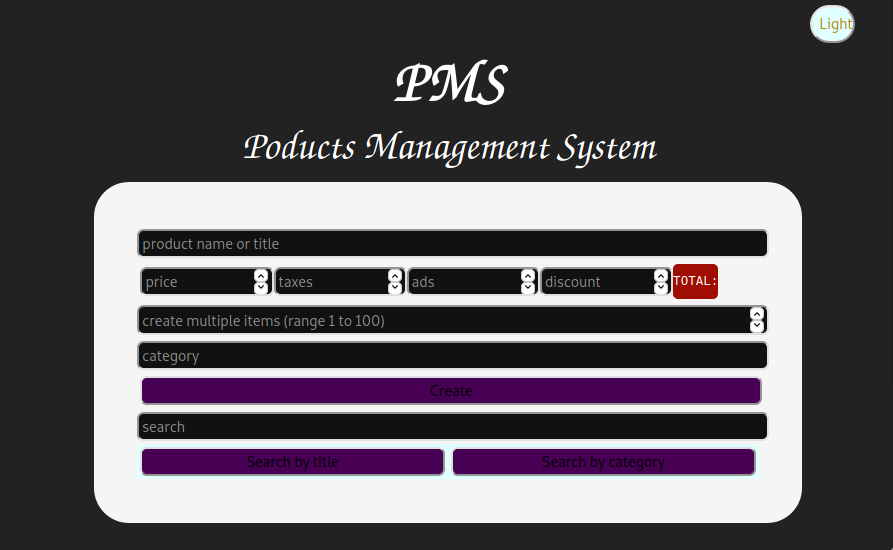 Light
PMS
Poducts Management System
product name or title
price taxes ads discount TOTAL:
create multiple items (range 1 to 100)
category
Create
search
Search by title Search by category